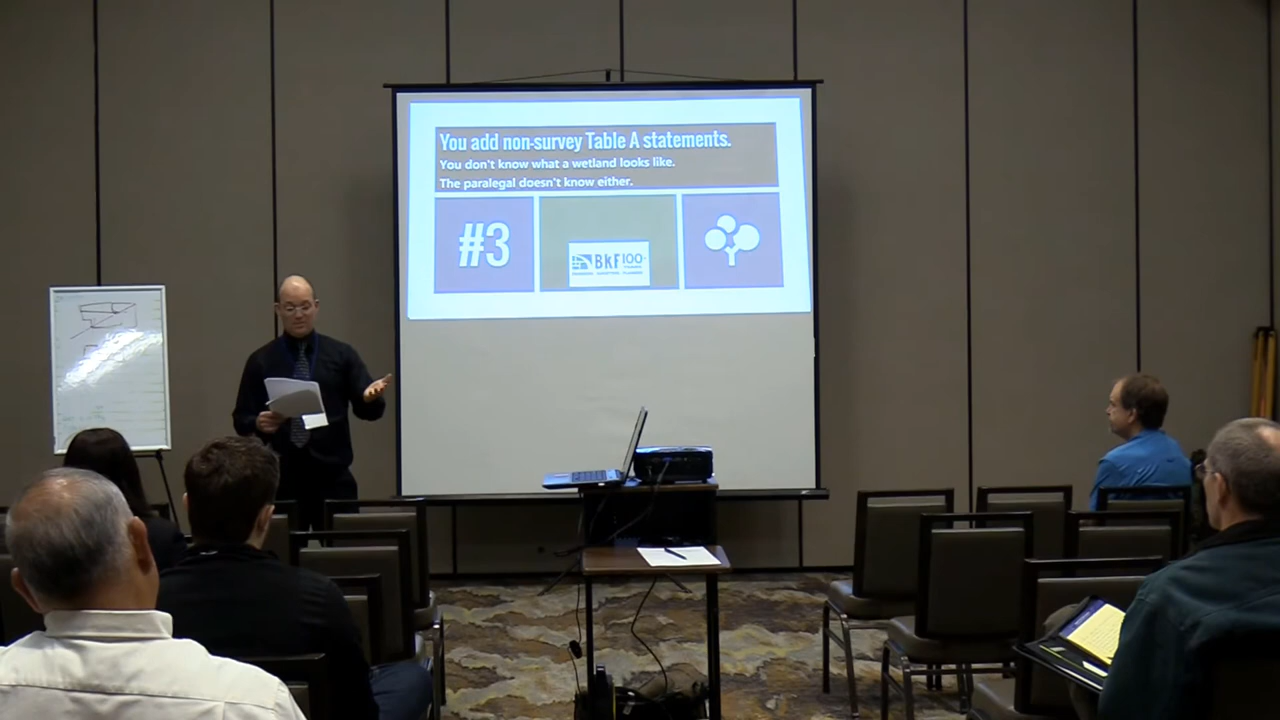 You add non-survey Table A statements.
You don't know what a wetland looks like.
The paralegal doesn't know either.
#3
BKF 100+